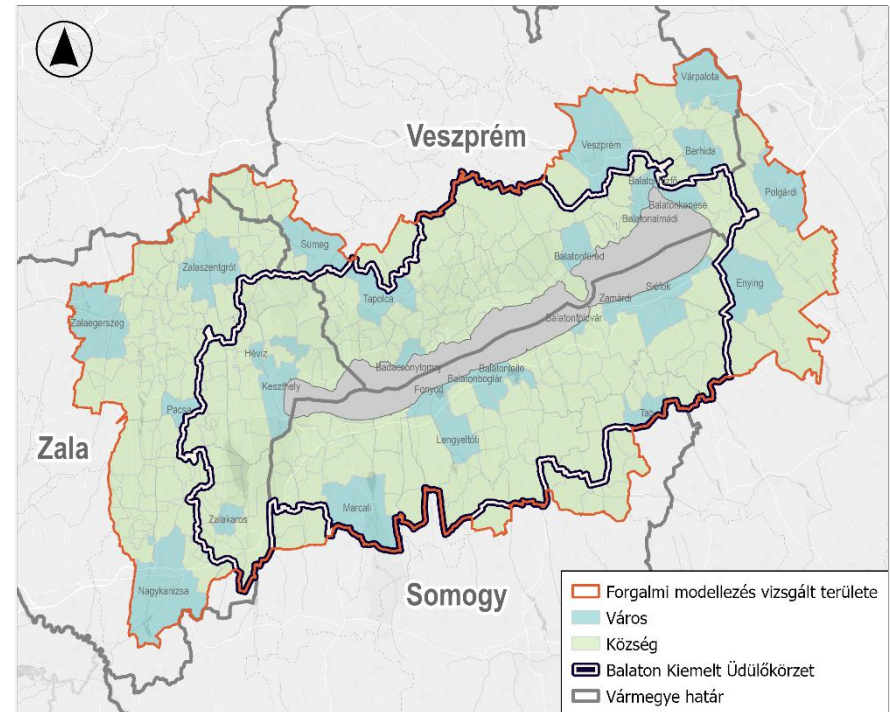 Várpalota
Veszprém
Veszprém
Berhida
Polgárdi
Balatonkenese
Balatonalmádi
Sümeg
Balatonfüred
Zalaszentgrót
Siófok
Enying
Tapolca
Zamárdi
Zalaegerszeg
Balatonföldvár
Hévíz
Badacsonytomaj
Balatonlelle
Keszthely
Balatonboglár
Fonyód
Pacsa
Tab
Lengyeltóti
Zala
Marcali
Zalakaros
Nagykanizsa
Somogy
Forgalmi modellezés vizsgált területe
Város
Község
Balaton Kiemelt Üdülőkörzet
Vármegye határ